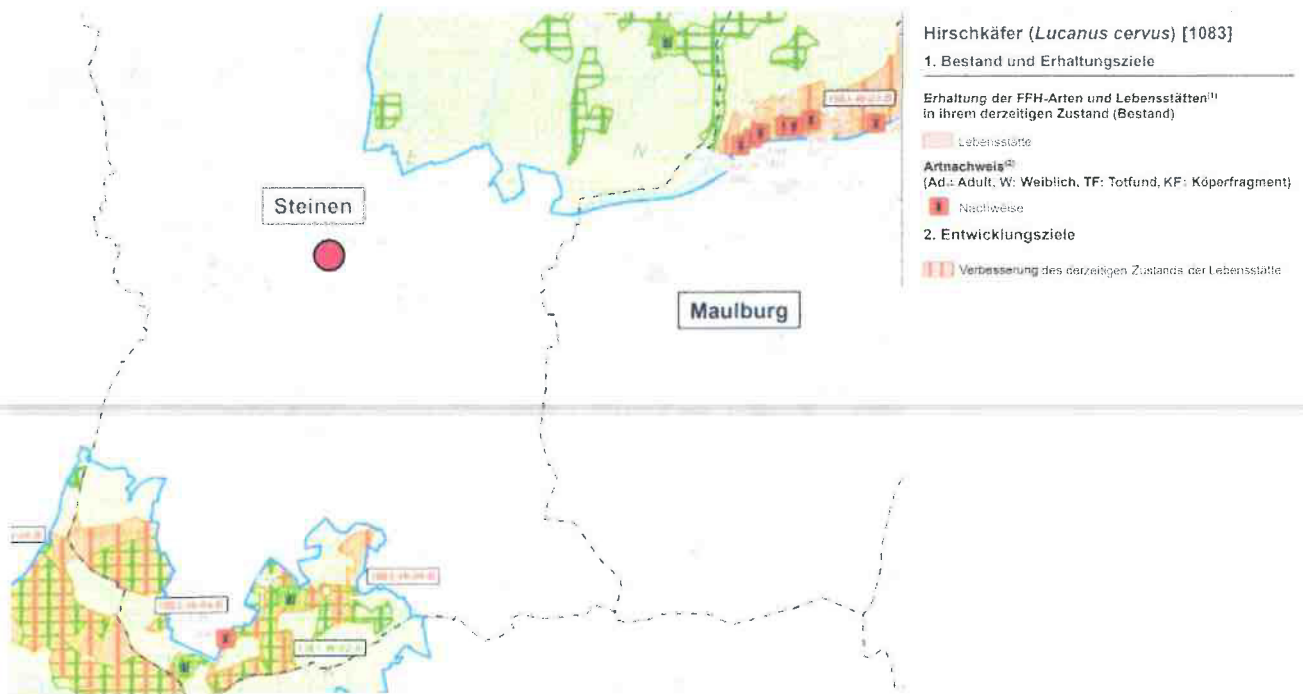 Hirschkäfer (Lucanus cervus) [1083]
1. Bestand und Erhaltungsziele
Erhaltung der FFH-Arten und Lebensstätten(1)
in ihrem derzeitigen Zustand (Bestand)
Lebensstätte
Artnachweis(2)
(Ad.: Adult, W: Weiblich, TF: Totfund, KF: Köperfragment)
Nachweise
2. Entwicklungsziele
Verbesserung des derzeitigen Zustands der Lebensstätte
E
N
Steinen
Maulburg